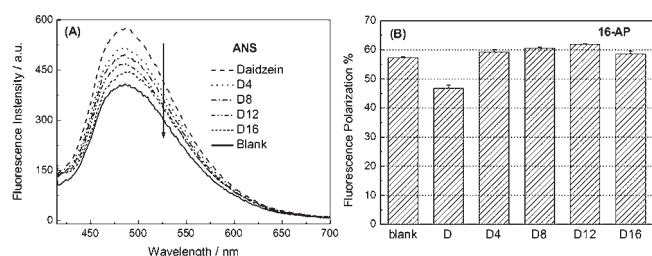 (A)
ANS
Daidzein
D4
D8
D12
D16
Blank
Fluorescence Instensity / a.u.
600
450
300
150
0
450 500 550 600 650 700
Wavelength / nm
(B)
16-AP
Fluorescence Polarization %
70
60
50
40
30
20
10
0
blank D D4 D8 D12 D16